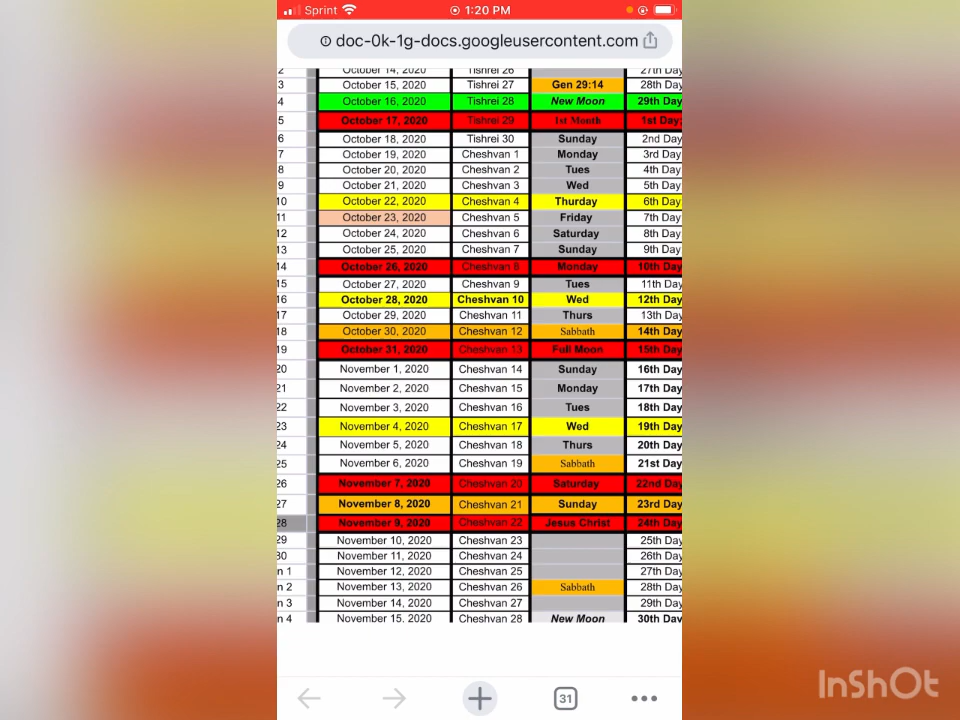 Sprint 1:20 PM
doc-0k-1g-docs.googleusercontent.com
2 October 14, 2020 Tishrei 26 27th Day
3 October 15, 2020 Tishrei 27 Gen 29:14 28th Day
4 October 16, 2020 Tishrei 28 New Moon 29th Day
5 October 17, 2020 Tishrei 29 1st Month 1st Day
6 October 18, 2020 Tishrei 30 Sunday 2nd Day
7 October 19, 2020 Cheshvan 1 Monday 3rd Day
8 October 20, 2020 Cheshvan 2 Tues 4th Day
9 October 21, 2020 Cheshvan 3 Wed 5th Day
10 October 22, 2020 Cheshvan 4 Thurday 6th Day
11 October 23, 2020 Cheshvan 5 Friday 7th Day
12 October 24, 2020 Cheshvan 6 Saturday 8th Day
13 October 25, 2020 Cheshvan 7 Sunday 9th Day
14 October 26, 2020 Cheshvan 8 Monday 10th Day
15 October 27, 2020 Cheshvan 9 Tues 11th Day
16 October 28, 2020 Cheshvan 10 Wed 12th Day
17 October 29, 2020 Cheshvan 11 Thurs 13th Day
18 October 30, 2020 Cheshvan 12 Sabbath 14th Day
19 October 31, 2020 Cheshvan 13 Full Moon 15th Day
20 November 1, 2020 Cheshvan 14 Sunday 16th Day
21 November 2, 2020 Cheshvan 15 Monday 17th Day
22 November 3, 2020 Cheshvan 16 Tues 18th Day
23 November 4, 2020 Cheshvan 17 Wed 19th Day
24 November 5, 2020 Cheshvan 18 Thurs 20th Day
25 November 6, 2020 Cheshvan 19 Sabbath 21st Day
26 November 7, 2020 Cheshvan 20 Saturday 22nd Day
27 November 8, 2020 Cheshvan 21 Sunday 23rd Day
28 November 9, 2020 Cheshvan 22 Jesus Christ 24th Day
29 November 10, 2020 Cheshvan 23 25th Day
30 November 11, 2020 Cheshvan 24 26th Day
n 1 November 12, 2020 Cheshvan 25 27th Day
n 2 November 13, 2020 Cheshvan 26 Sabbath 28th Day
n 3 November 14, 2020 Cheshvan 27 29th Day
n 4 November 15, 2020 Cheshvan 28 New Moon 30th Day
31
InShOt